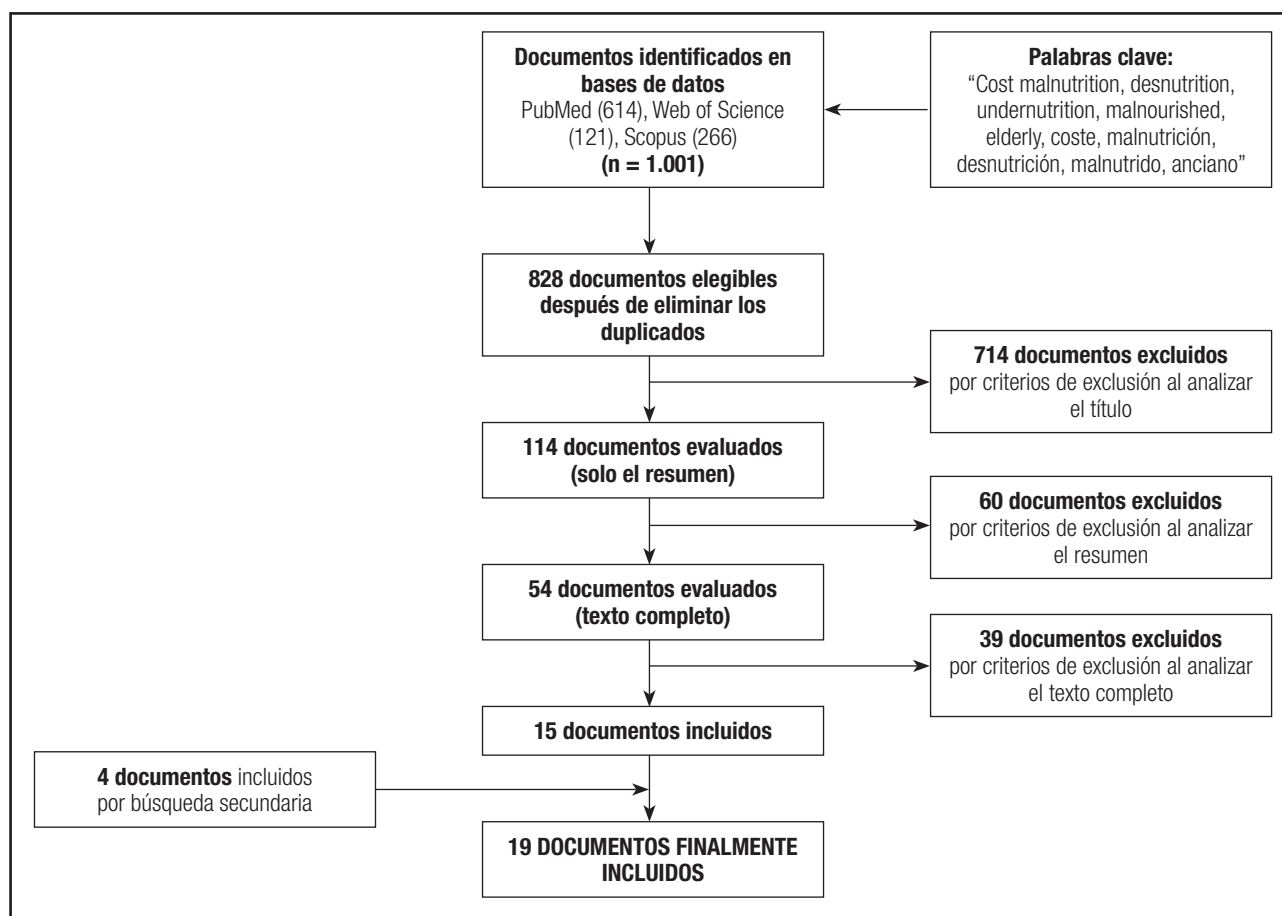 Documentos identificados en
bases de datos
PubMed (614), Web of Science
(121), Scopus (266)
(n = 1.001)
Palabras clave:
“Cost malnutrition, desnutrition,
undernutrition, malnourished,
elderly, coste, malnutrición,
desnutrición, malnutrido, anciano”
828 documentos elegibles
después de eliminar los
duplicados
714 documentos excluidos
por criterios de exclusión al analizar
el título
114 documentos evaluados
(solo el resumen)
60 documentos excluidos
por criterios de exclusión al analizar
el resumen
54 documentos evaluados
(texto completo)
39 documentos excluidos
por criterios de exclusión al analizar
el texto completo
15 documentos incluidos
4 documentos incluidos
por búsqueda secundaria
19 DOCUMENTOS FINALMENTE
INCLUIDOS